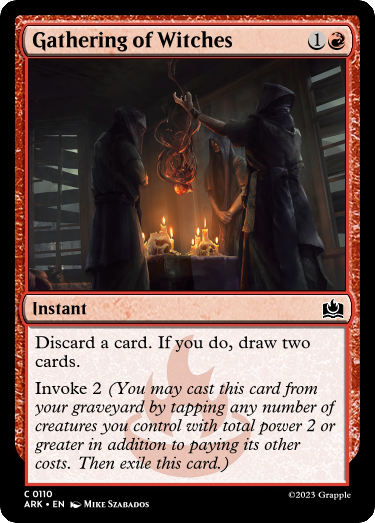 Gathering of Witches 1
Instant
Discard a card. If you do, draw two
cards.
Invoke 2 (You may cast this card from
your graveyard by tapping any number of
creatures you control with total power 2 or
greater in addition to paying its other
costs. Then exile this card.)
C 0110
ARK • EN Mike Szabados ©2023 Grapple